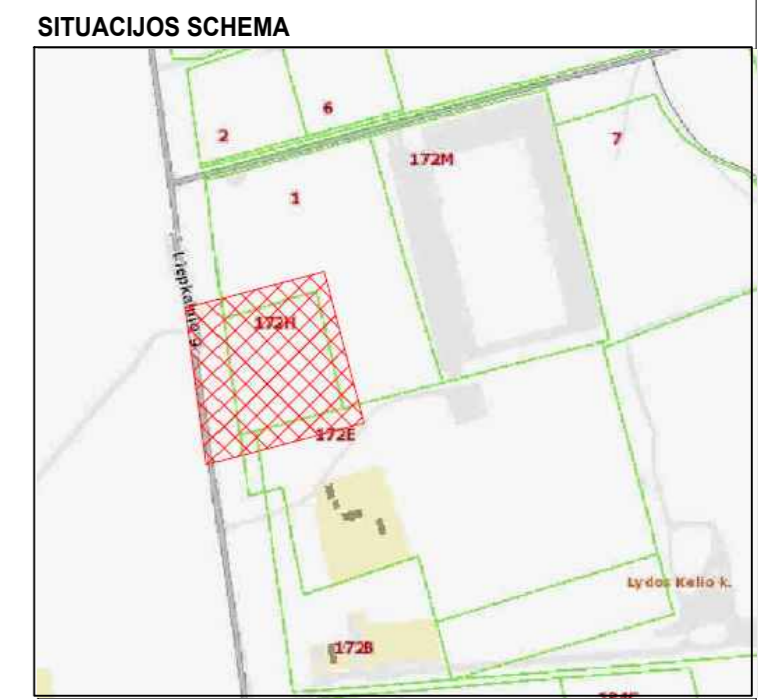 SITUACIJOS SCHEMA
6
2
7
172M
1
Liepkalnio g.
172H
172E
Lydos Kelio k.
172B